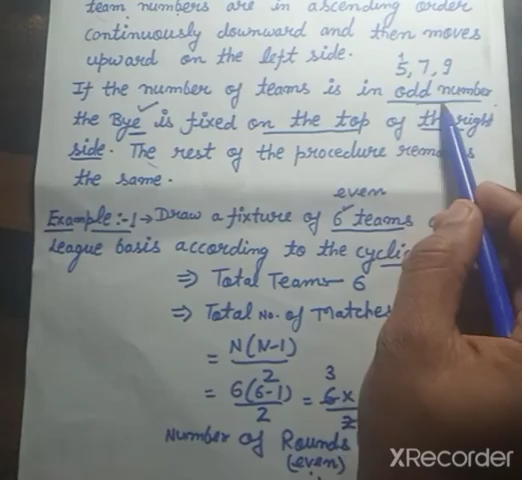 team numbers are in ascending order
continuously downward and then moves
upward on the left side.
5, 7, 9
If the number of teams is in odd number
the Bye is fixed on the top of the right
side. The rest of the procedure
the same.
even
Example:-1→ Draw a fixture of 6 teams
League basis according to the
⇒ Total Teams- 6
⇒ Total No. of Matches
= N(N-1)/2
= 6(6-1)/2 = 6x/2
3
Number of Rounds
(even)
XRecorder